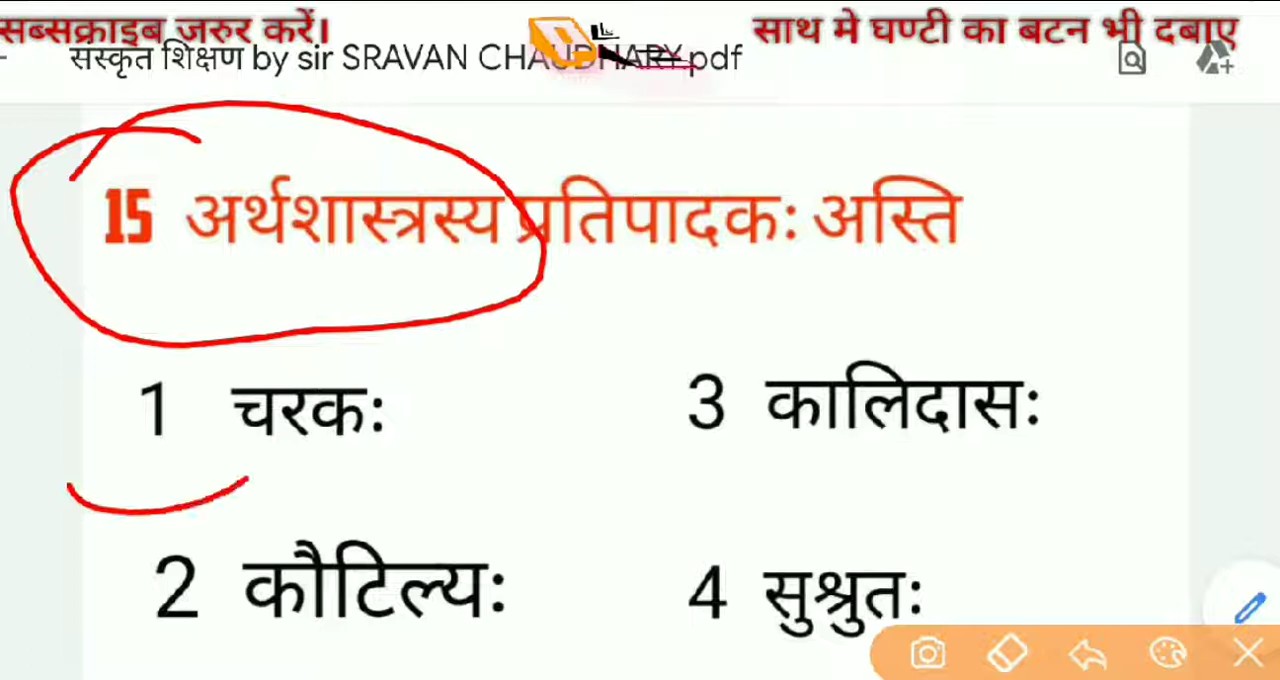 सब्सक्राइब जरुर करें।
साथ मे घण्टी का बटन भी दबाए
संस्कृत शिक्षण by sir SRAVAN CHAUDHARY.pdf
15 अर्थशास्त्रस्य प्रतिपादकः अस्ति
1 चरकः
3 कालिदासः
2 कौटिल्यः
4 सुश्रुतः